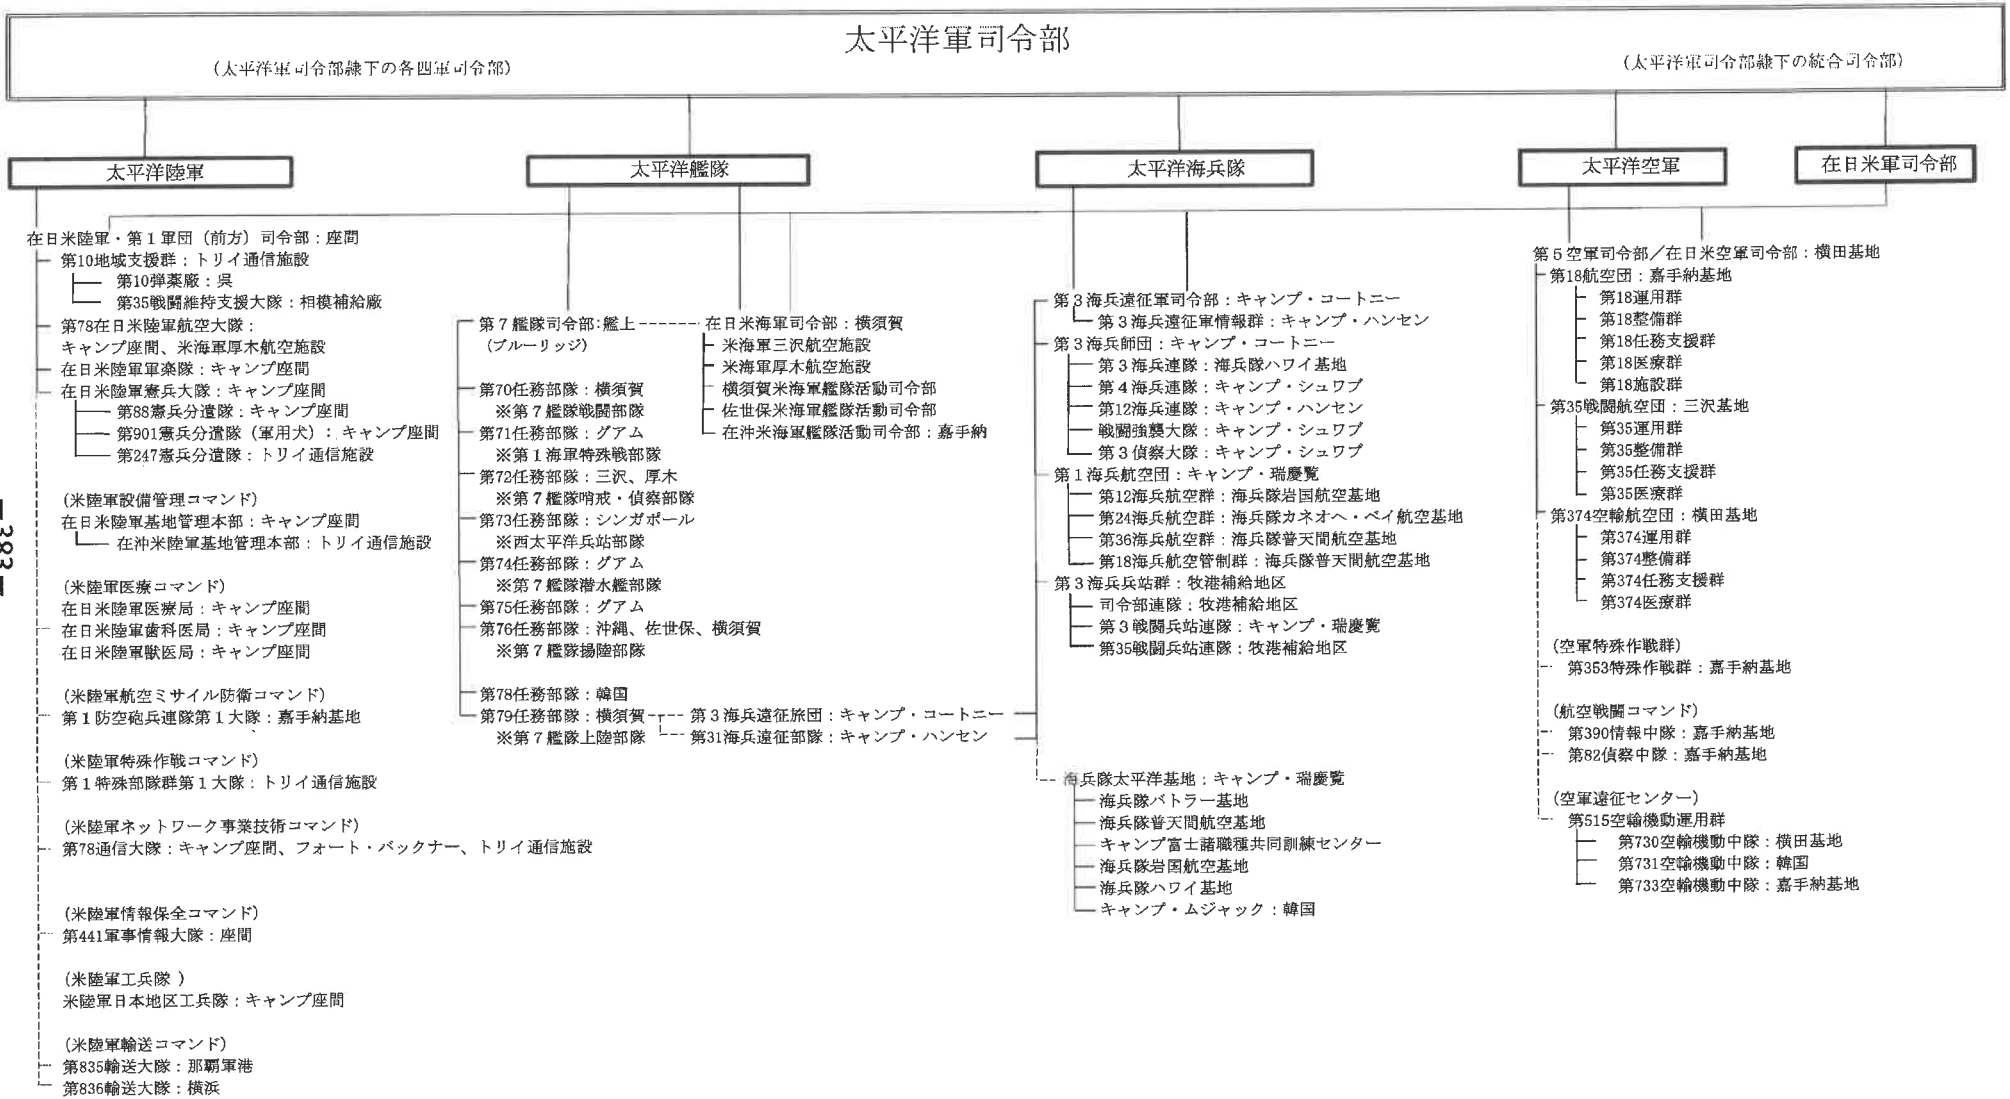 太平洋軍司令部
(太平洋軍司令部隷下の各四軍司令部)
(太平洋軍司令部隷下の統合司令部)
太平洋陸軍
太平洋艦隊
太平洋海兵隊
太平洋空軍
在日米軍司令部
在日米陸軍・第1軍団（前方）司令部：座間
第10地域支援群：トリイ通信施設
第10弾薬廠：呉
第35戦闘維持支援大隊：相模補給廠
第78在日米陸軍航空大隊：
キャンプ座間、米海軍厚木航空施設
在日米陸軍軍楽隊：キャンプ座間
在日米陸軍憲兵大隊：キャンプ座間
第88憲兵分遣隊：キャンプ座間
第901憲兵分遣隊（軍用犬）：キャンプ座間
第247憲兵分遣隊：トリイ通信施設
(米陸軍設備管理コマンド)
在日米陸軍基地管理本部：キャンプ座間
在沖米陸軍基地管理本部：トリイ通信施設
(米陸軍医療コマンド)
在日米陸軍医療局：キャンプ座間
在日米陸軍歯科医局：キャンプ座間
在日米陸軍獣医局：キャンプ座間
(米陸軍航空ミサイル防衛コマンド)
第1防空砲兵連隊第1大隊：嘉手納基地
(米陸軍特殊作戦コマンド)
第1特殊部隊群第1大隊：トリイ通信施設
(米陸軍ネットワーク事業技術コマンド)
第78通信大隊：キャンプ座間、フォート・バックナー、トリイ通信施設
(米陸軍情報保全コマンド)
第441軍事情報大隊：座間
(米陸軍工兵隊 )
米陸軍日本地区工兵隊：キャンプ座間
(米陸軍輸送コマンド)
第835輸送大隊：那覇軍港
第836輸送大隊：横浜
第7艦隊司令部：艦上
(ブルーリッジ)
第70任務部隊：横須賀
※第7艦隊戦闘部隊
第71任務部隊：グアム
※第1海軍特殊戦部隊
第72任務部隊：三沢、厚木
※第7艦隊哨戒・偵察部隊
第73任務部隊：シンガポール
※西太平洋兵站部隊
第74任務部隊：グアム
※第7艦隊潜水艦部隊
第75任務部隊：グアム
第76任務部隊：沖縄、佐世保、横須賀
※第7艦隊揚陸部隊
第78任務部隊：韓国
第79任務部隊：横須賀
※第7艦隊上陸部隊
在日米海軍司令部：横須賀
米海軍三沢航空施設
米海軍厚木航空施設
横須賀米海軍艦隊活動司令部
佐世保米海軍艦隊活動司令部
在沖米海軍艦隊活動司令部：嘉手納
第3海兵遠征旅団：キャンプ・コートニー
第31海兵遠征部隊：キャンプ・ハンセン
第3海兵遠征軍司令部：キャンプ・コートニー
第3海兵遠征軍情報群：キャンプ・ハンセン
第3海兵師団：キャンプ・コートニー
第3海兵連隊：海兵隊ハワイ基地
第4海兵連隊：キャンプ・シュワブ
第12海兵連隊：キャンプ・ハンセン
戦闘強襲大隊：キャンプ・シュワブ
第3偵察大隊：キャンプ・シュワブ
第1海兵航空団：キャンプ・瑞慶覧
第12海兵航空群：海兵隊岩国航空基地
第24海兵航空群：海兵隊カネオヘ・ベイ航空基地
第36海兵航空群：海兵隊普天間航空基地
第18海兵航空管制群：海兵隊普天間航空基地
第3海兵兵站群：牧港補給地区
司令部連隊：牧港補給地区
第3戦闘兵站連隊：キャンプ・瑞慶覧
第35戦闘兵站連隊：牧港補給地区
海兵隊太平洋基地：キャンプ・瑞慶覧
海兵隊バトラー基地
海兵隊普天間航空基地
キャンプ富士諸職種共同訓練センター
海兵隊岩国航空基地
海兵隊ハワイ基地
キャンプ・ムジャック：韓国
第5空軍司令部／在日米空軍司令部：横田基地
第18航空団：嘉手納基地
第18運用群
第18整備群
第18任務支援群
第18医療群
第18施設群
第35戦闘航空団：三沢基地
第35運用群
第35整備群
第35任務支援群
第35医療群
第374空輸航空団：横田基地
第374運用群
第374整備群
第374任務支援群
第374医療群
(空軍特殊作戦群)
第353特殊作戦群：嘉手納基地
(航空戦闘コマンド)
第390情報中隊：嘉手納基地
第82偵察中隊：嘉手納基地
(空軍遠征センター)
第515空輸機動運用群
第730空輸機動中隊：横田基地
第731空輸機動中隊：韓国
第733空輸機動中隊：嘉手納基地